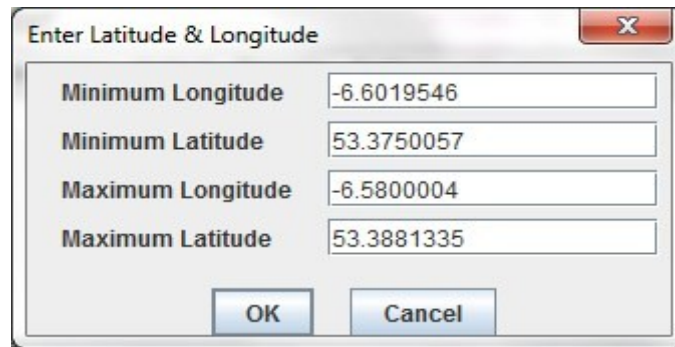 Enter Latitude & Longitude
Minimum Longitude -6.6019546
Minimum Latitude 53.3750057
Maximum Longitude -6.5800004
Maximum Latitude 53.3881335
OK Cancel